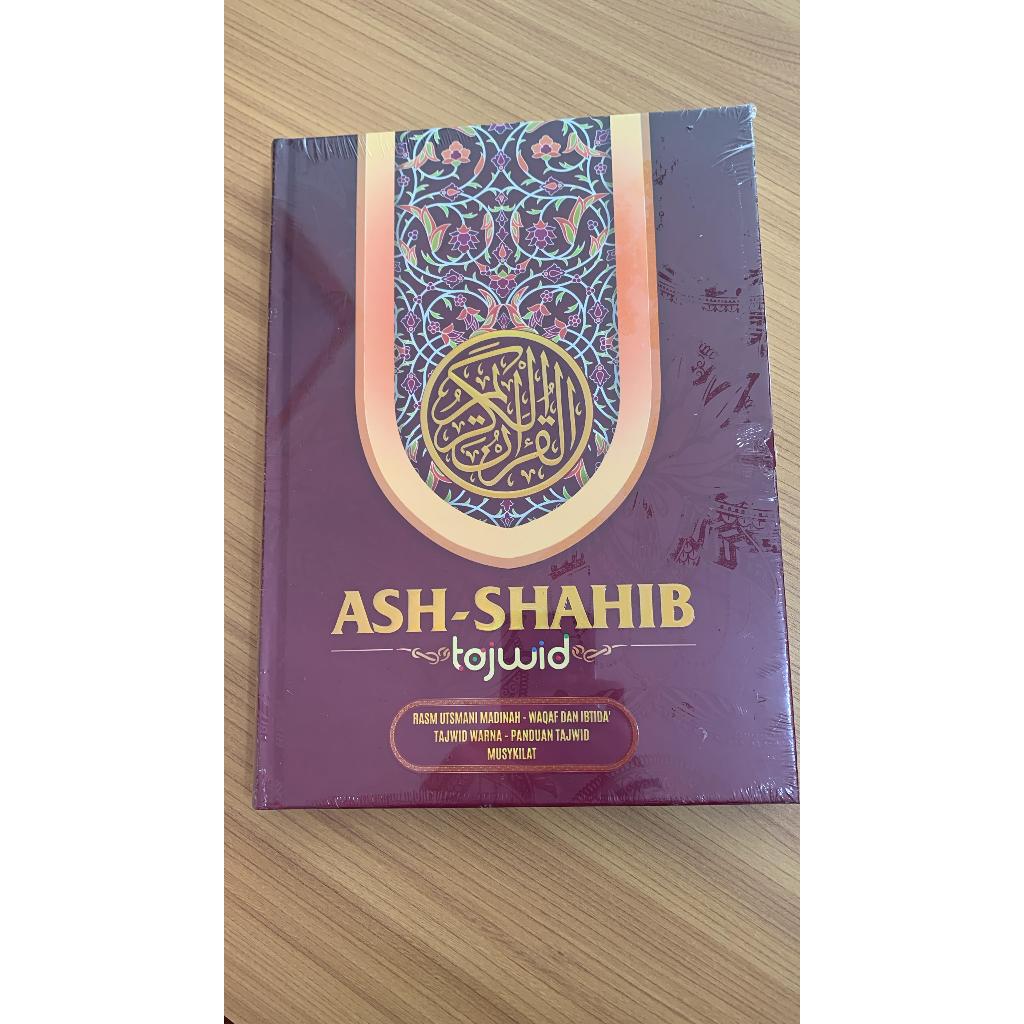 القرآن الكريم
ASH-SHAHIB
tajwid
RASM UTSMANI MADINAH - WAQAF DAN IBTIDA'
TAJWID WARNA - PANDUAN TAJWID
MUSYKILAT